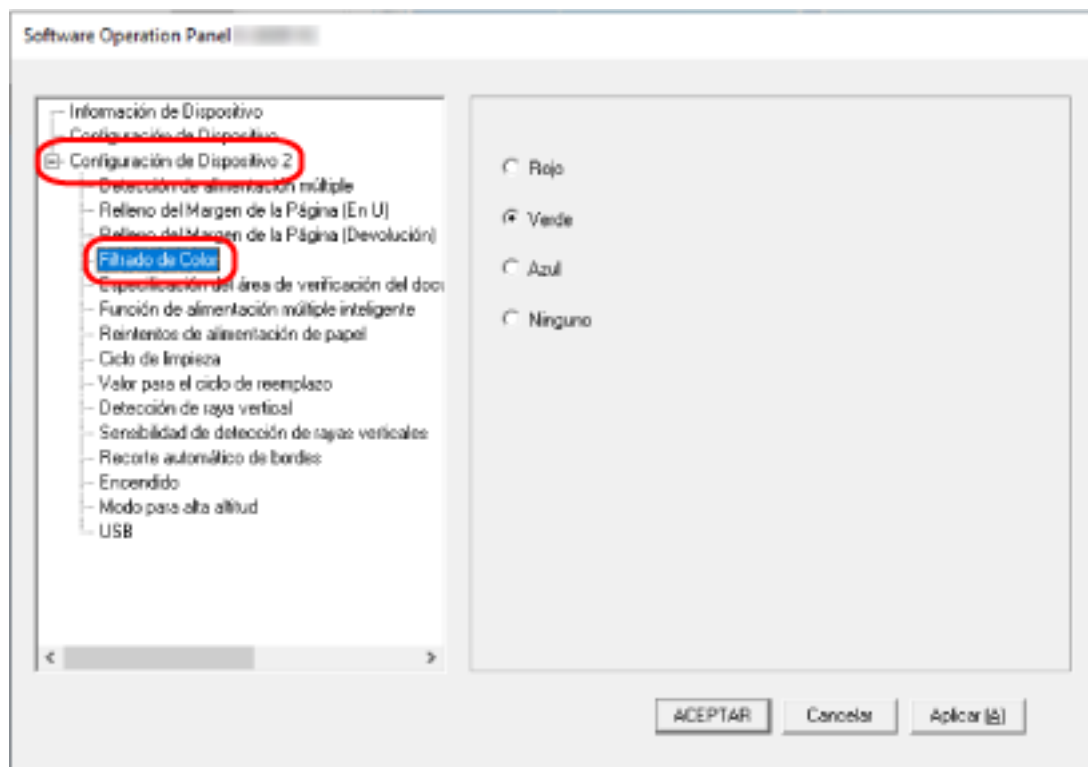 Software Operation Panel
Información de Dispositivo
Configuración de Dispositivo
Configuración de Dispositivo 2
Detección de alimentación múltiple
Relleno del Margen de la Página (En U)
Relleno del Margen de la Página (Devolución)
Filtrado de Color
Especificación del área de verificación del docu
Función de alimentación múltiple inteligente
Reintentos de alimentación de papel
Ciclo de limpieza
Valor para el ciclo de reemplazo
Detección de raya vertical
Sensibilidad de detección de rayas verticales
Recorte automático de bordes
Encendido
Modo para alta altitud
USB
Rojo
Verde
Azul
Ninguno
ACEPTAR Cancelar Aplicar (A)